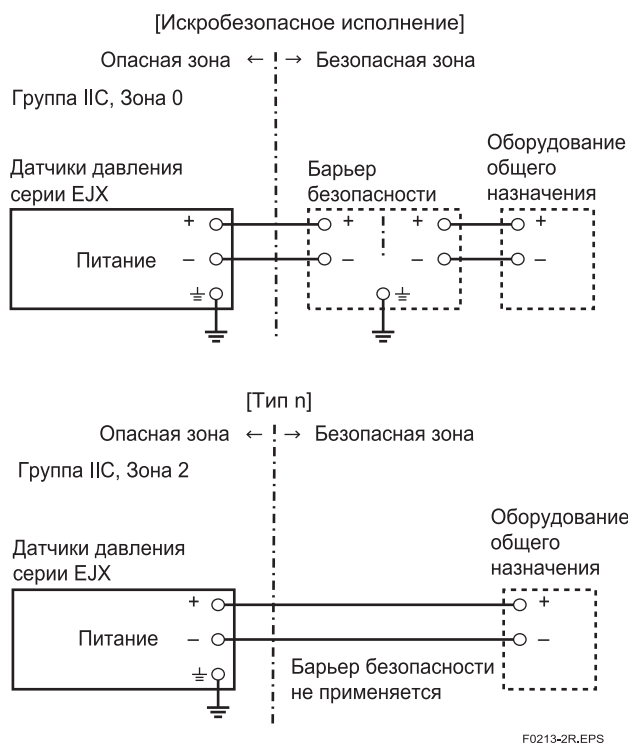 [Искробезопасное исполнение]
Опасная зона ← → Безопасная зона
Группа IIC, Зона 0
Датчики давления
серии EJX
Барьер
безопасности
Оборудование
общего
назначения
+ + + +
Питание – – – –
[Тип n]
Опасная зона ← → Безопасная зона
Группа IIC, Зона 2
Датчики давления
серии EJX
Оборудование
общего
назначения
+ +
Питание – –
Барьер безопасности
не применяется
F0213-2R.EPS